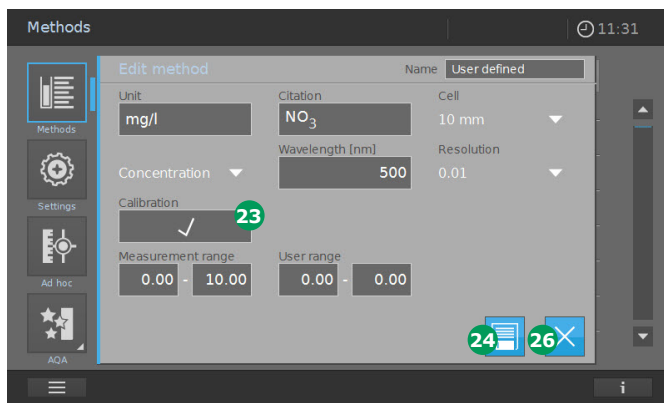 Methods
11:31
Edit method
Name User defined
Unit
Citation
Cell
mg/l
NO3
10 mm
Methods
Wavelength [nm]
Resolution
Concentration
500
0.01
Settings
Calibration
23
Measurement range
User range
0.00 - 10.00
0.00 - 0.00
Ad hoc
24
26
AQA
i